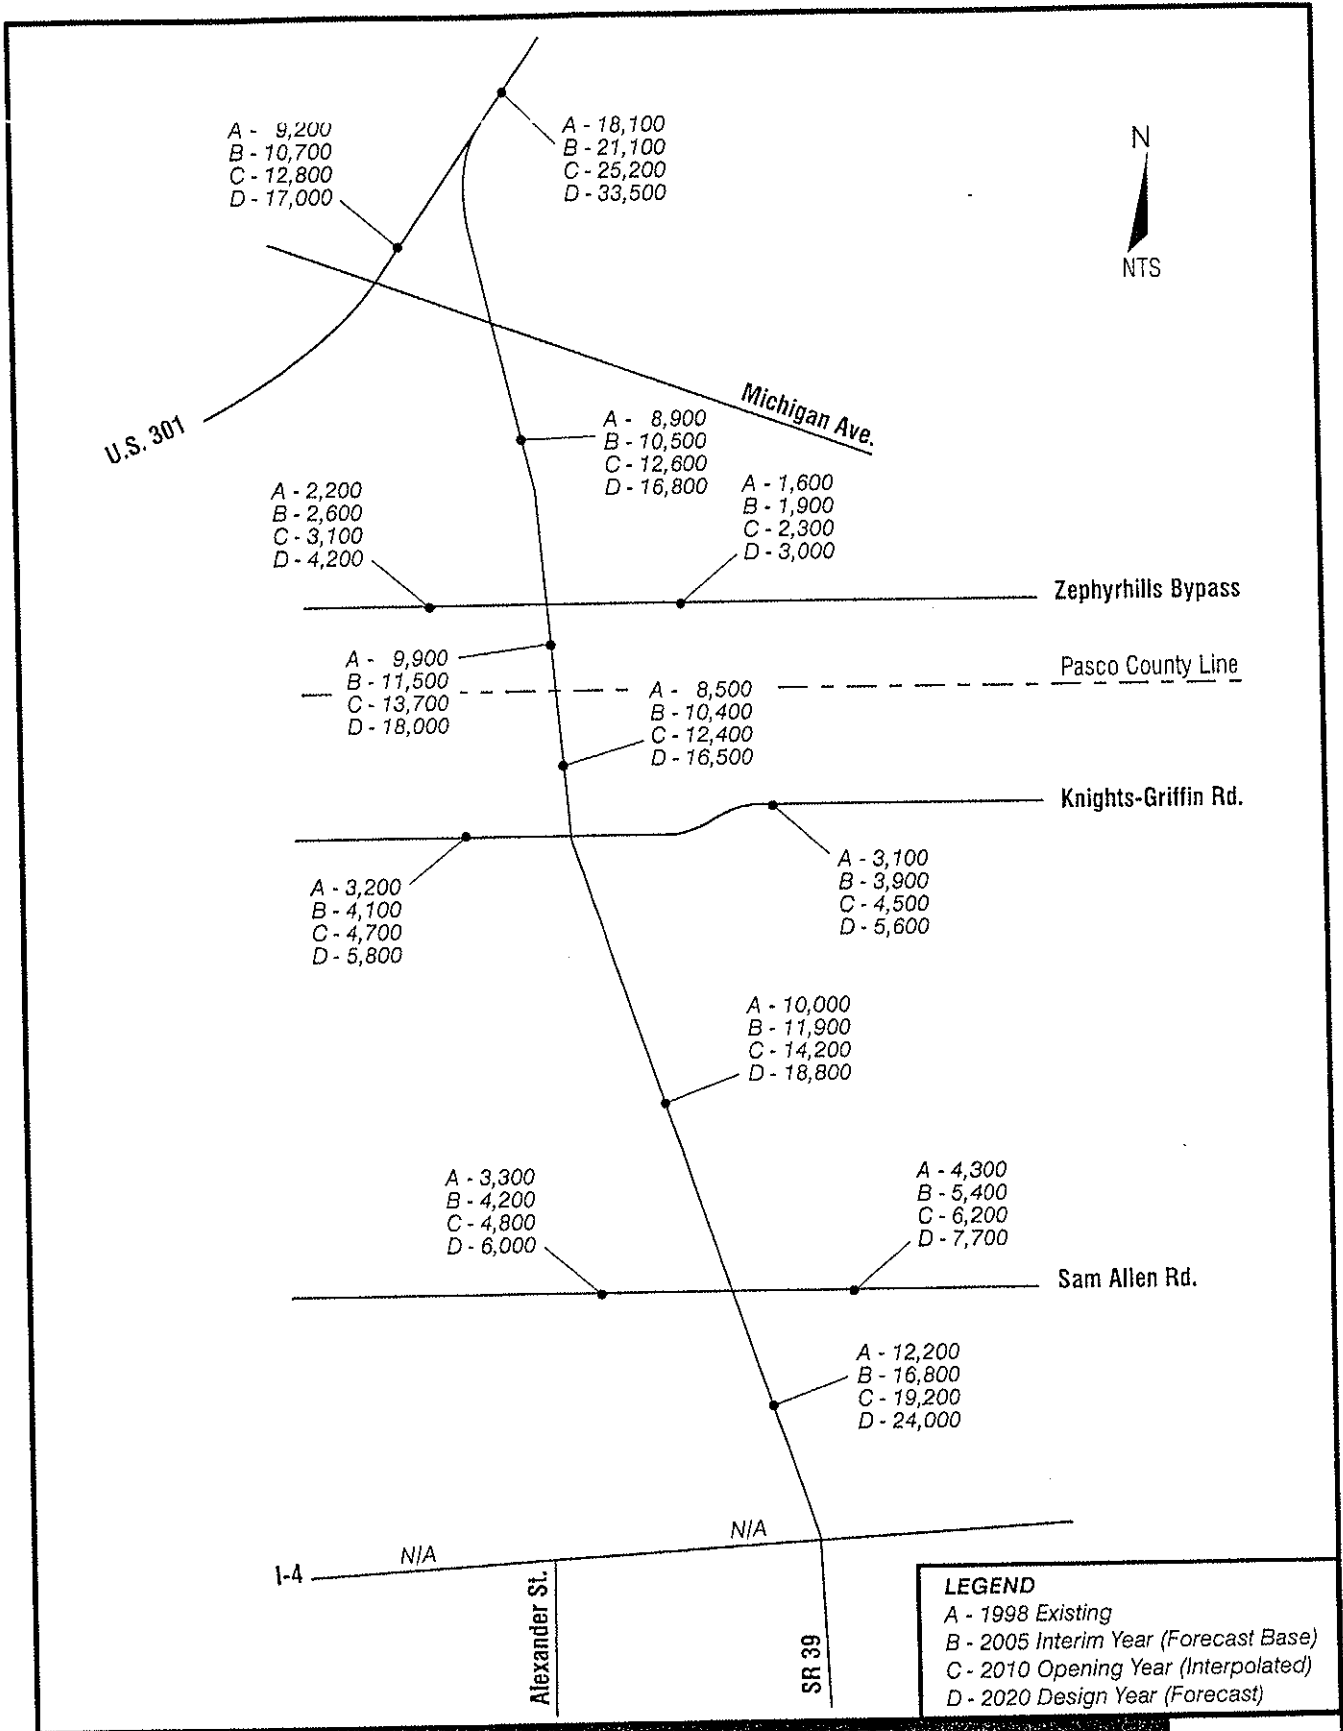 A - 9,200
B - 10,700
C - 12,800
D - 17,000
A - 18,100
B - 21,100
C - 25,200
D - 33,500
N
NTS
U.S. 301
Michigan Ave.
A - 8,900
B - 10,500
C - 12,600
D - 16,800
A - 2,200
B - 2,600
C - 3,100
D - 4,200
A - 1,600
B - 1,900
C - 2,300
D - 3,000
Zephyrhills Bypass
A - 9,900
B - 11,500
C - 13,700
D - 18,000
Pasco County Line
A - 8,500
B - 10,400
C - 12,400
D - 16,500
Knights-Griffin Rd.
A - 3,200
B - 4,100
C - 4,700
D - 5,800
A - 3,100
B - 3,900
C - 4,500
D - 5,600
A - 10,000
B - 11,900
C - 14,200
D - 18,800
A - 3,300
B - 4,200
C - 4,800
D - 6,000
A - 4,300
B - 5,400
C - 6,200
D - 7,700
Sam Allen Rd.
A - 12,200
B - 16,800
C - 19,200
D - 24,000
I-4
N/A
N/A
Alexander St.
SR 39
LEGEND
A - 1998 Existing
B - 2005 Interim Year (Forecast Base)
C - 2010 Opening Year (Interpolated)
D - 2020 Design Year (Forecast)